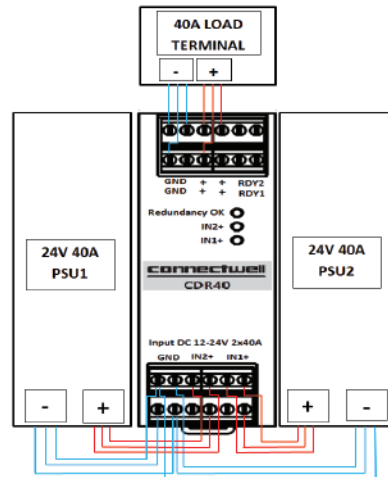 40A LOAD
TERMINAL
- +
GND + + RDY2
GND + + RDY1
Redundancy OK
IN2+
IN1+
24V 40A
PSU1
24V 40A
PSU2
connectwell
CDR40
Input DC 12-24V 2x40A
GND IN2+ IN1+
- +
+ -